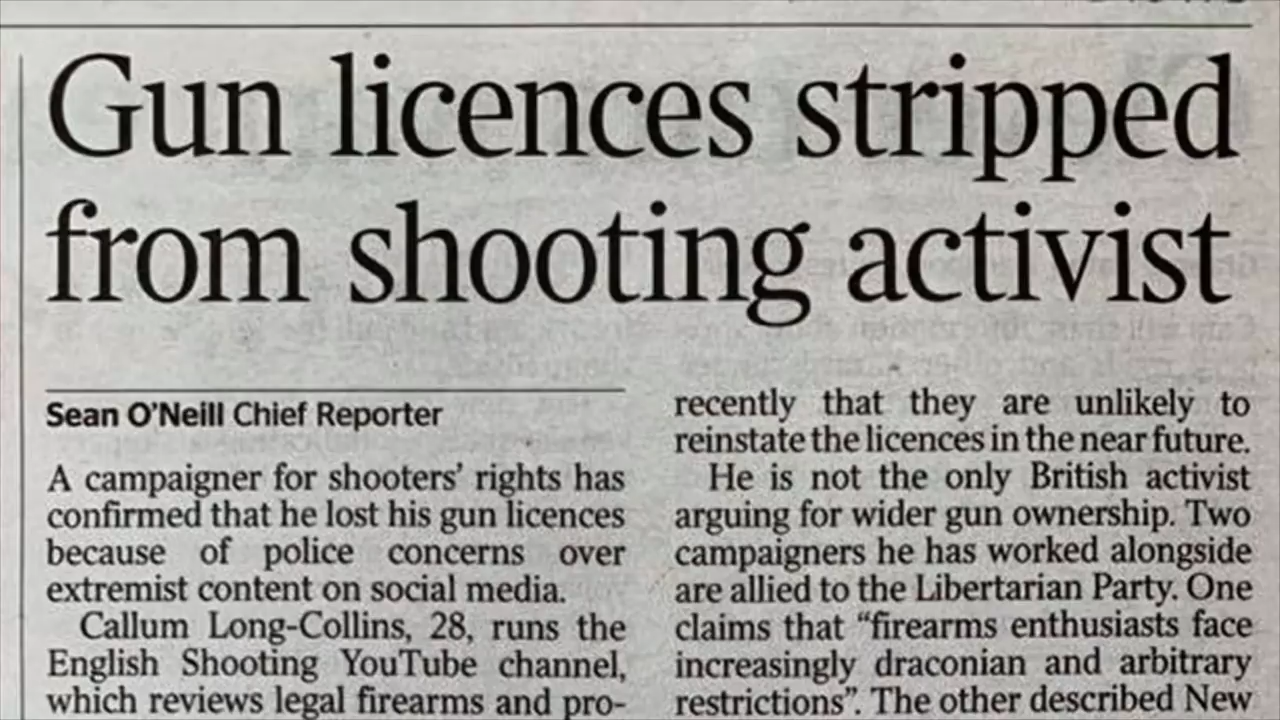 Gun licences stripped
from shooting activist
Sean O'Neill Chief Reporter
A campaigner for shooters' rights has
confirmed that he lost his gun licences
because of police concerns over
extremist content on social media.
Callum Long-Collins, 28, runs the
English Shooting YouTube channel,
which reviews legal firearms and pro-
recently that they are unlikely to
reinstate the licences in the near future.
He is not the only British activist
arguing for wider gun ownership. Two
campaigners he has worked alongside
are allied to the Libertarian Party. One
claims that “firearms enthusiasts face
increasingly draconian and arbitrary
restrictions”. The other described New